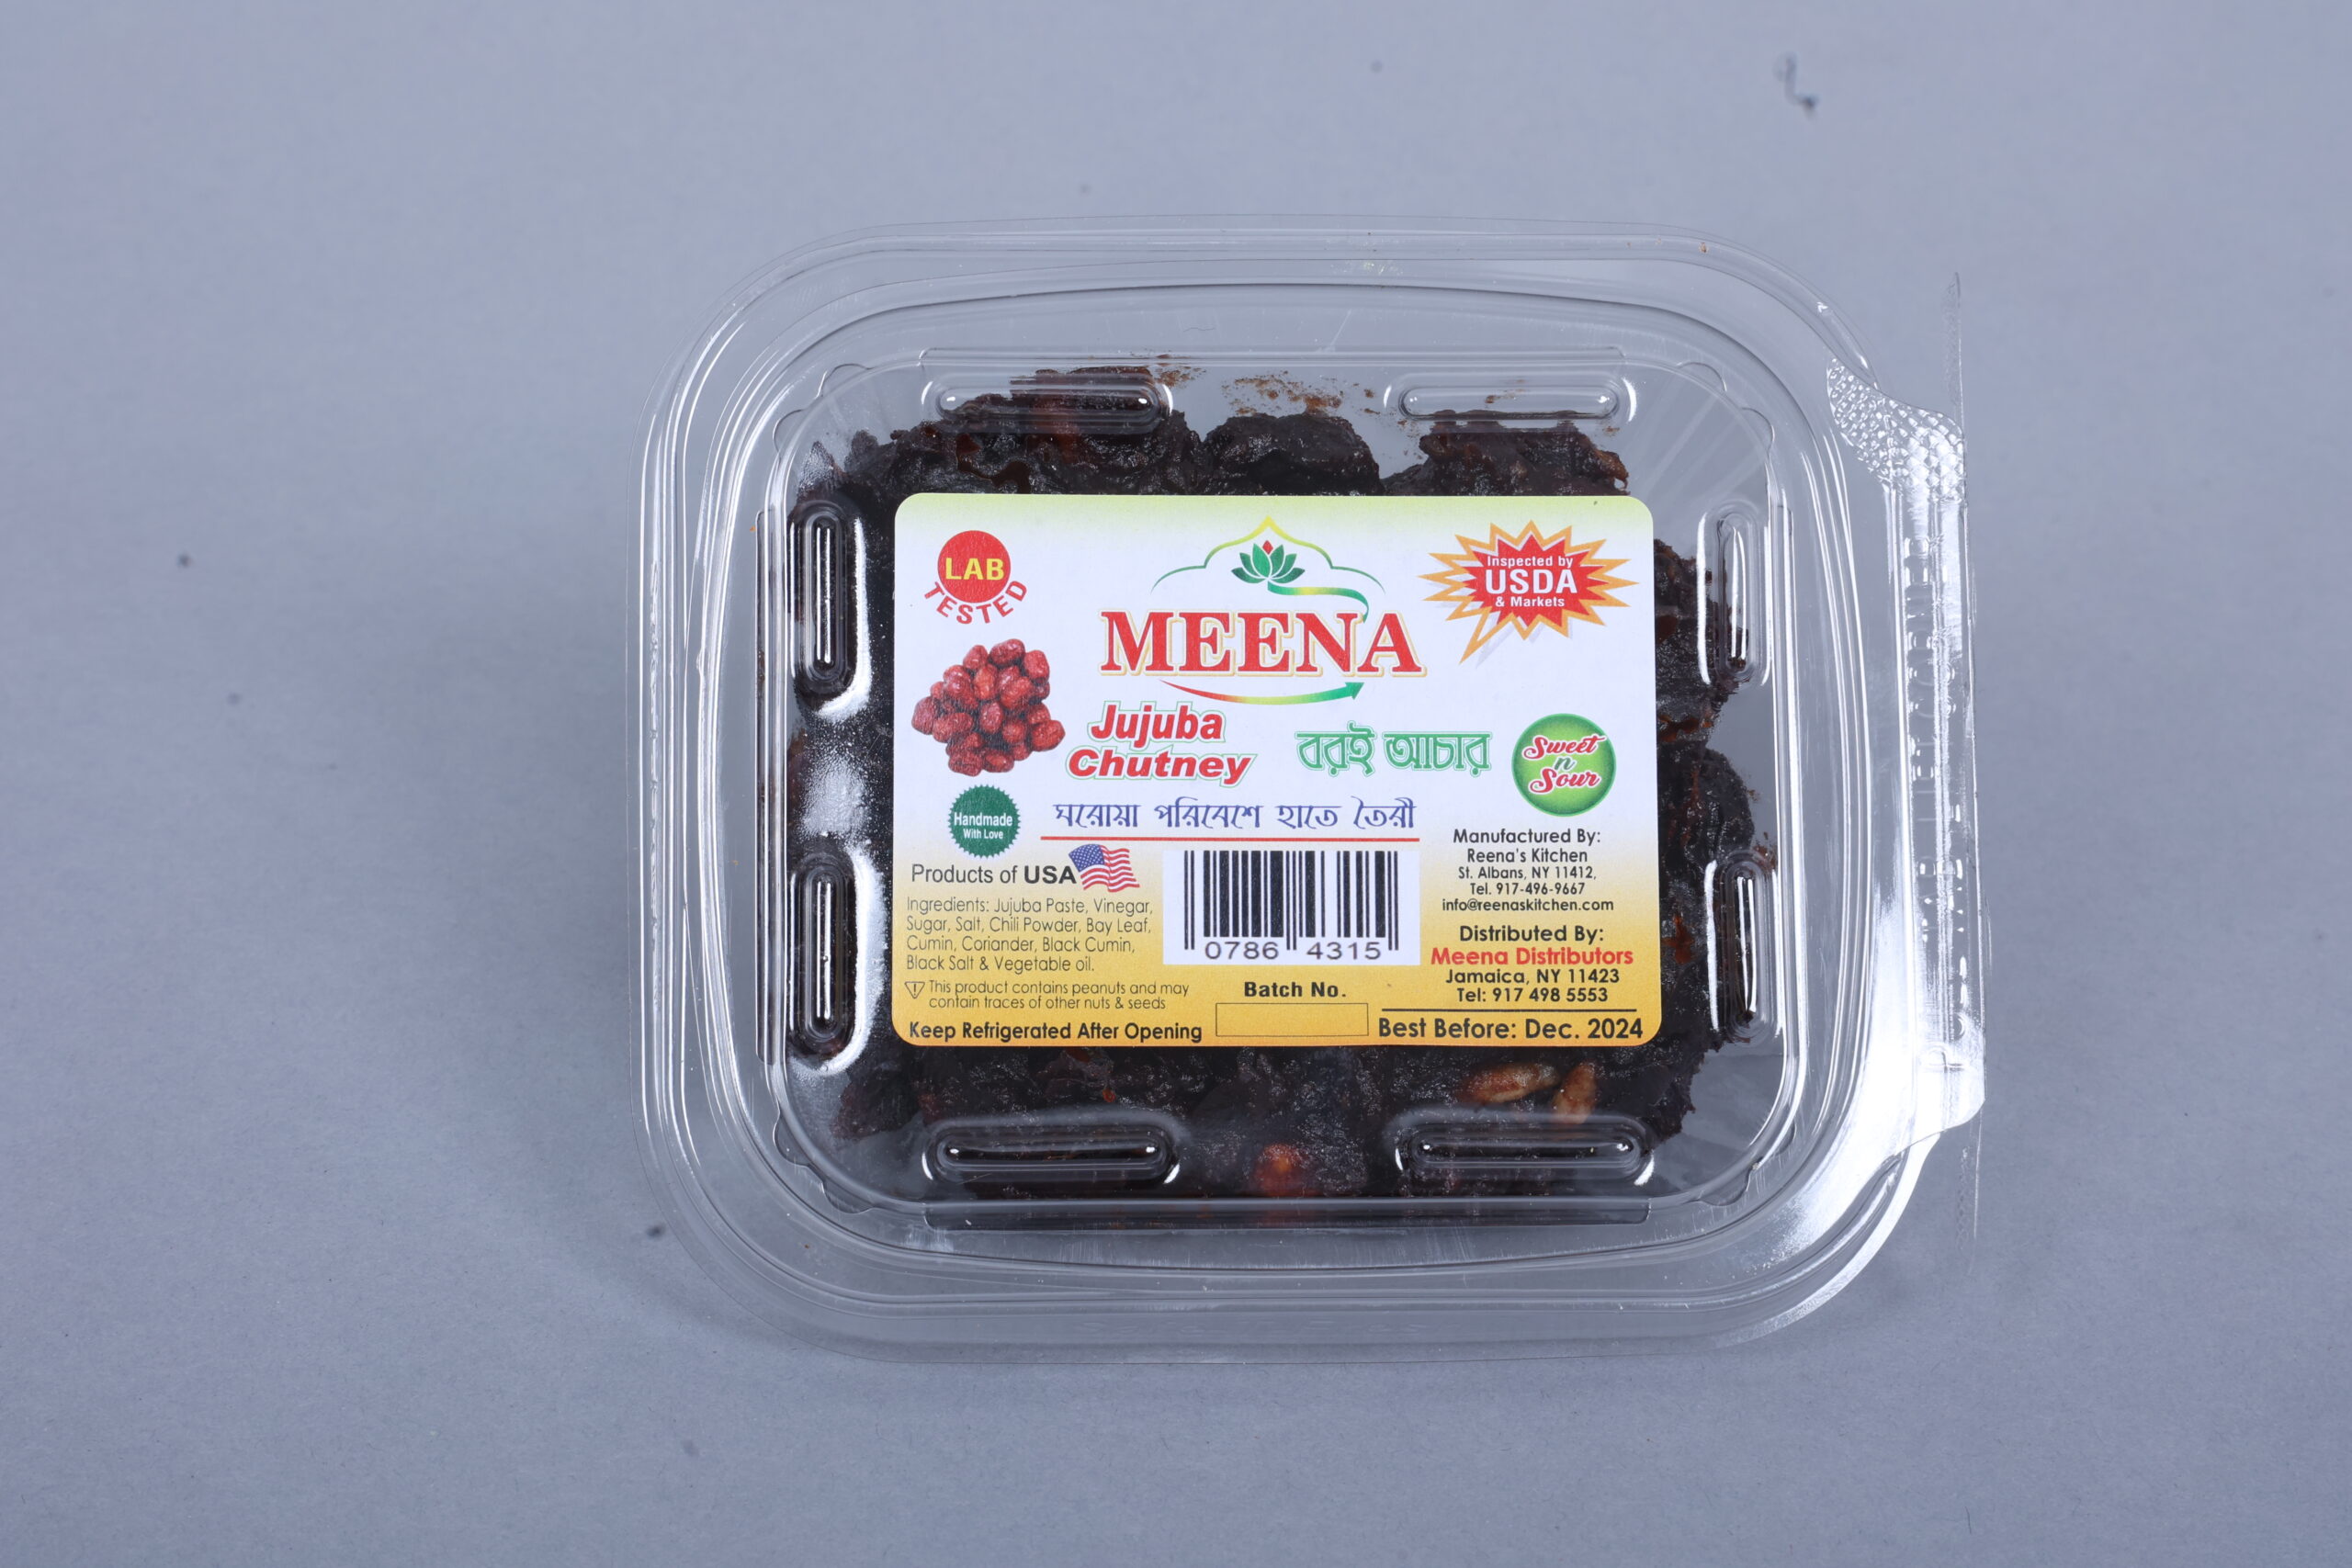 LAB
TESTED
MEENA
Inspected by
USDA
& Markets
Jujuba
Chutney
বরই আচার
Sweet
n
Sour
Handmade
With Love
ঘরোয়া পরিবেশে হাতে তৈরী
Products of USA
Ingredients: Jujuba Paste, Vinegar,
Sugar, Salt, Chili Powder, Bay Leaf,
Cumin, Coriander, Black Cumin,
Black Salt & Vegetable oil.
This product contains peanuts and may
contain traces of other nuts & seeds
Keep Refrigerated After Opening
0786 4315
Batch No.
Manufactured By:
Reena's Kitchen
St. Albans, NY 11412,
Tel. 917-496-9667
info@reenaskitchen.com
Distributed By:
Meena Distributors
Jamaica, NY 11423
Tel: 917 498 5553
Best Before: Dec. 2024